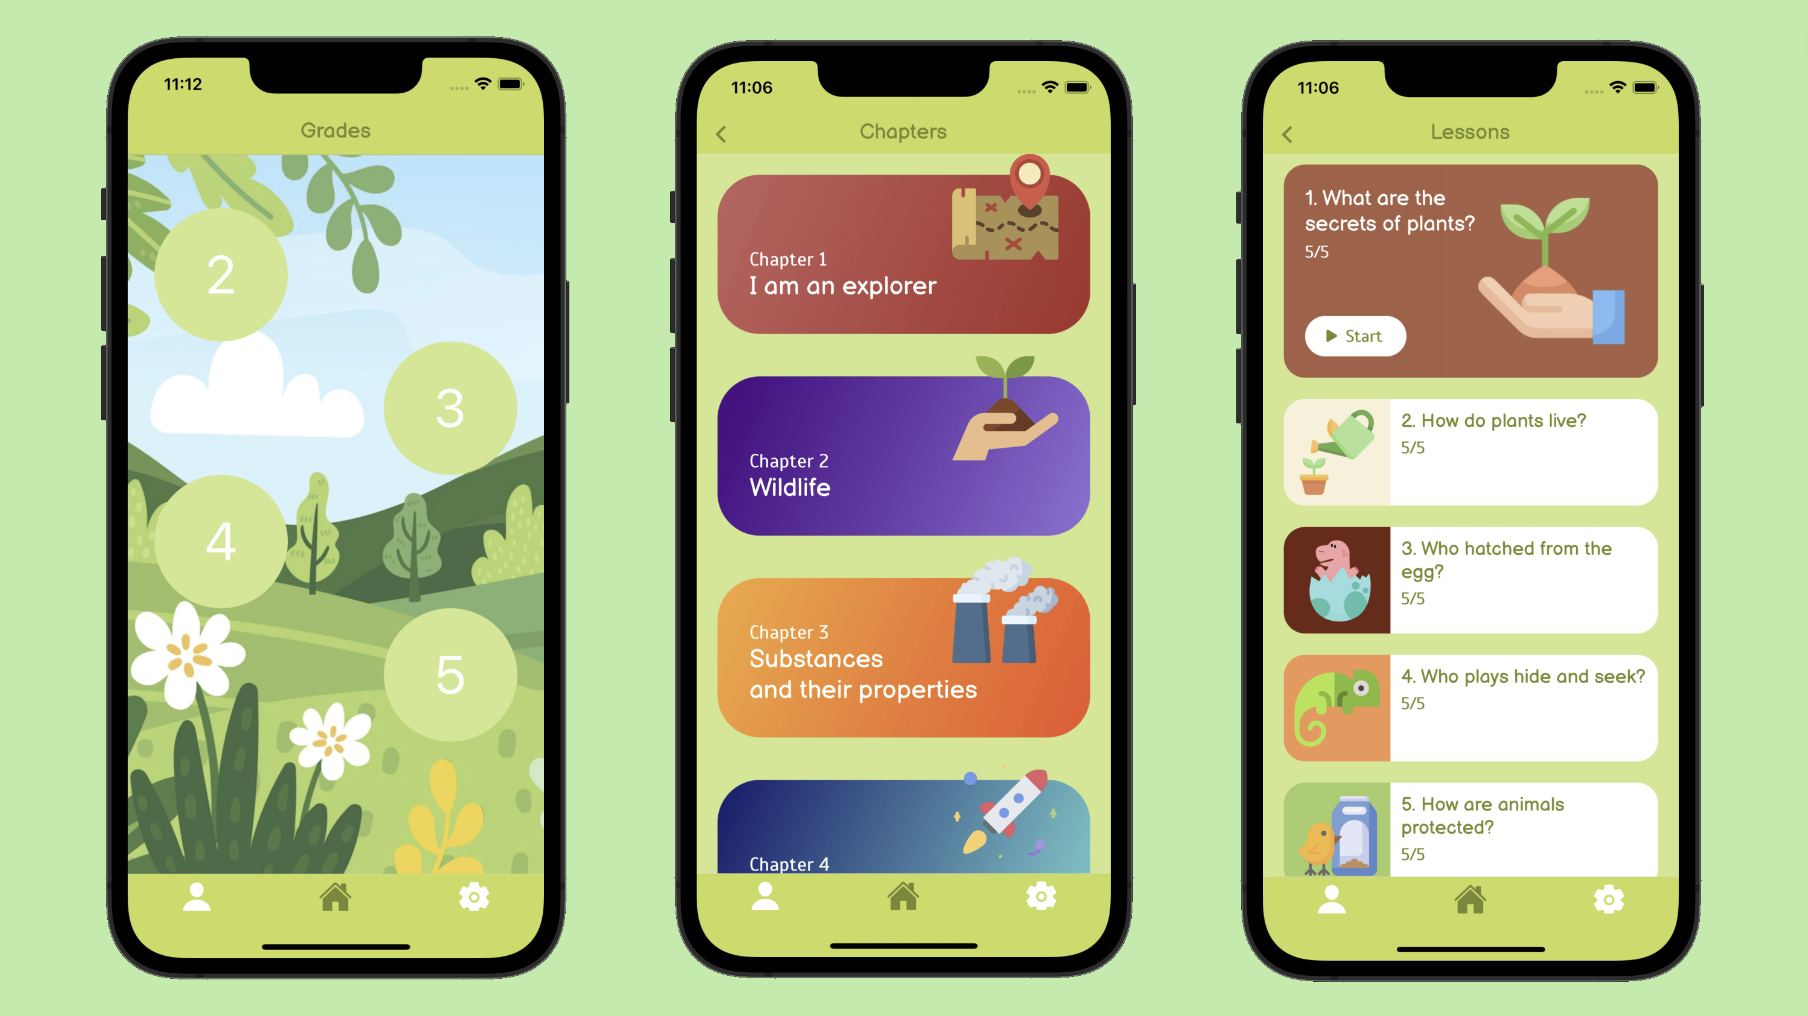 11:12
Grades
2
3
4
5
11:06
Chapters
Chapter 1
I am an explorer
Chapter 2
Wildlife
Chapter 3
Substances
and their properties
Chapter 4
11:06
Lessons
1. What are the
secrets of plants?
5/5
Start
2. How do plants live?
5/5
3. Who hatched from the
egg?
5/5
4. Who plays hide and seek?
5/5
5. How are animals
protected?
5/5